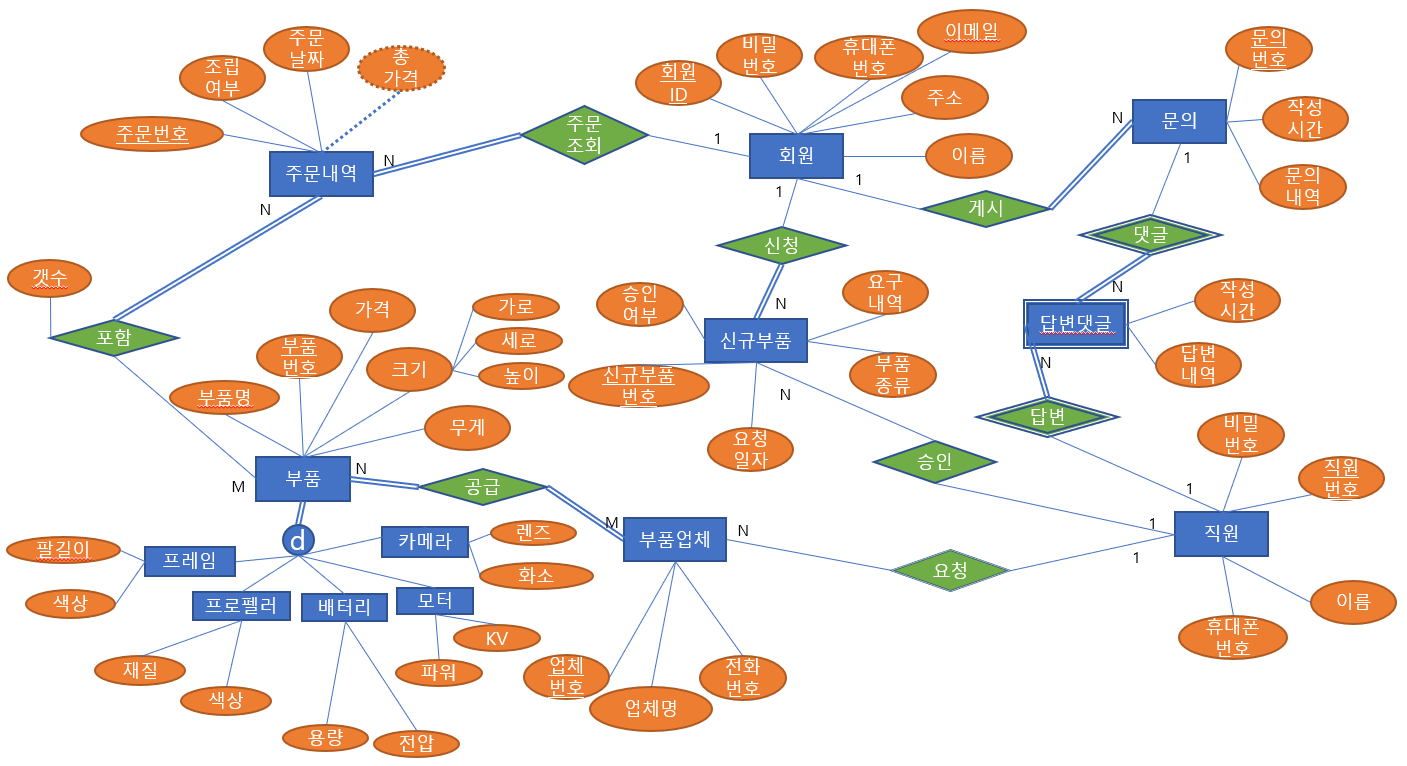 주문
날짜
총
가격
조립
여부
주문번호
주문내역
N
N
주문
조회
1
회원
ID
비밀
번호
휴대폰
번호
이메일
주소
이름
회원
1
1
게시
N
문의
문의
번호
작성
시간
문의
내역
1
댓글
N
답변댓글
작성
시간
답변
내역
N
답변
1
신청
N
승인
여부
요구
내역
신규부품
신규부품
번호
부품
종류
요청
일자
N
승인
1
갯수
포함
M
가격
부품
번호
부품명
크기
가로
세로
높이
무게
부품
N
공급
M
d
프레임
팔길이
색상
프로펠러
재질
색상
배터리
용량
전압
모터
KV
파워
카메라
렌즈
화소
부품업체
N
업체
번호
업체명
전화
번호
요청
1
직원
비밀
번호
직원
번호
이름
휴대폰
번호